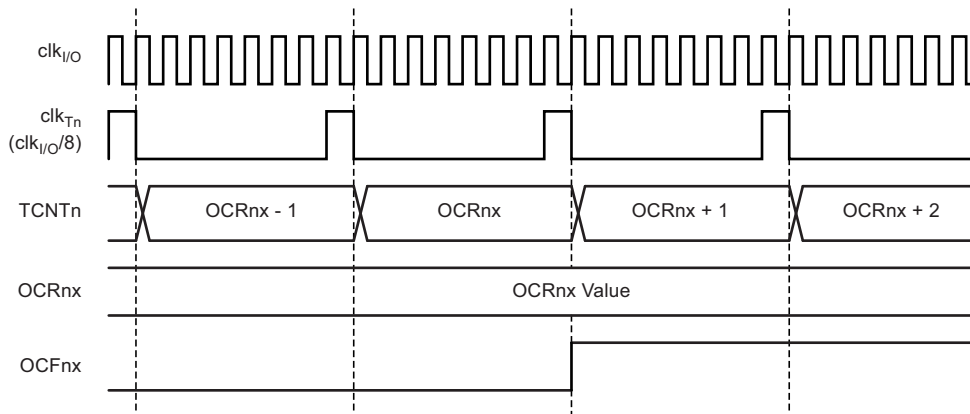 clkI/O
clkTn
(clkI/O/8)
TCNTn OCRnx - 1 OCRnx OCRnx + 1 OCRnx + 2
OCRnx OCRnx Value
OCFnx